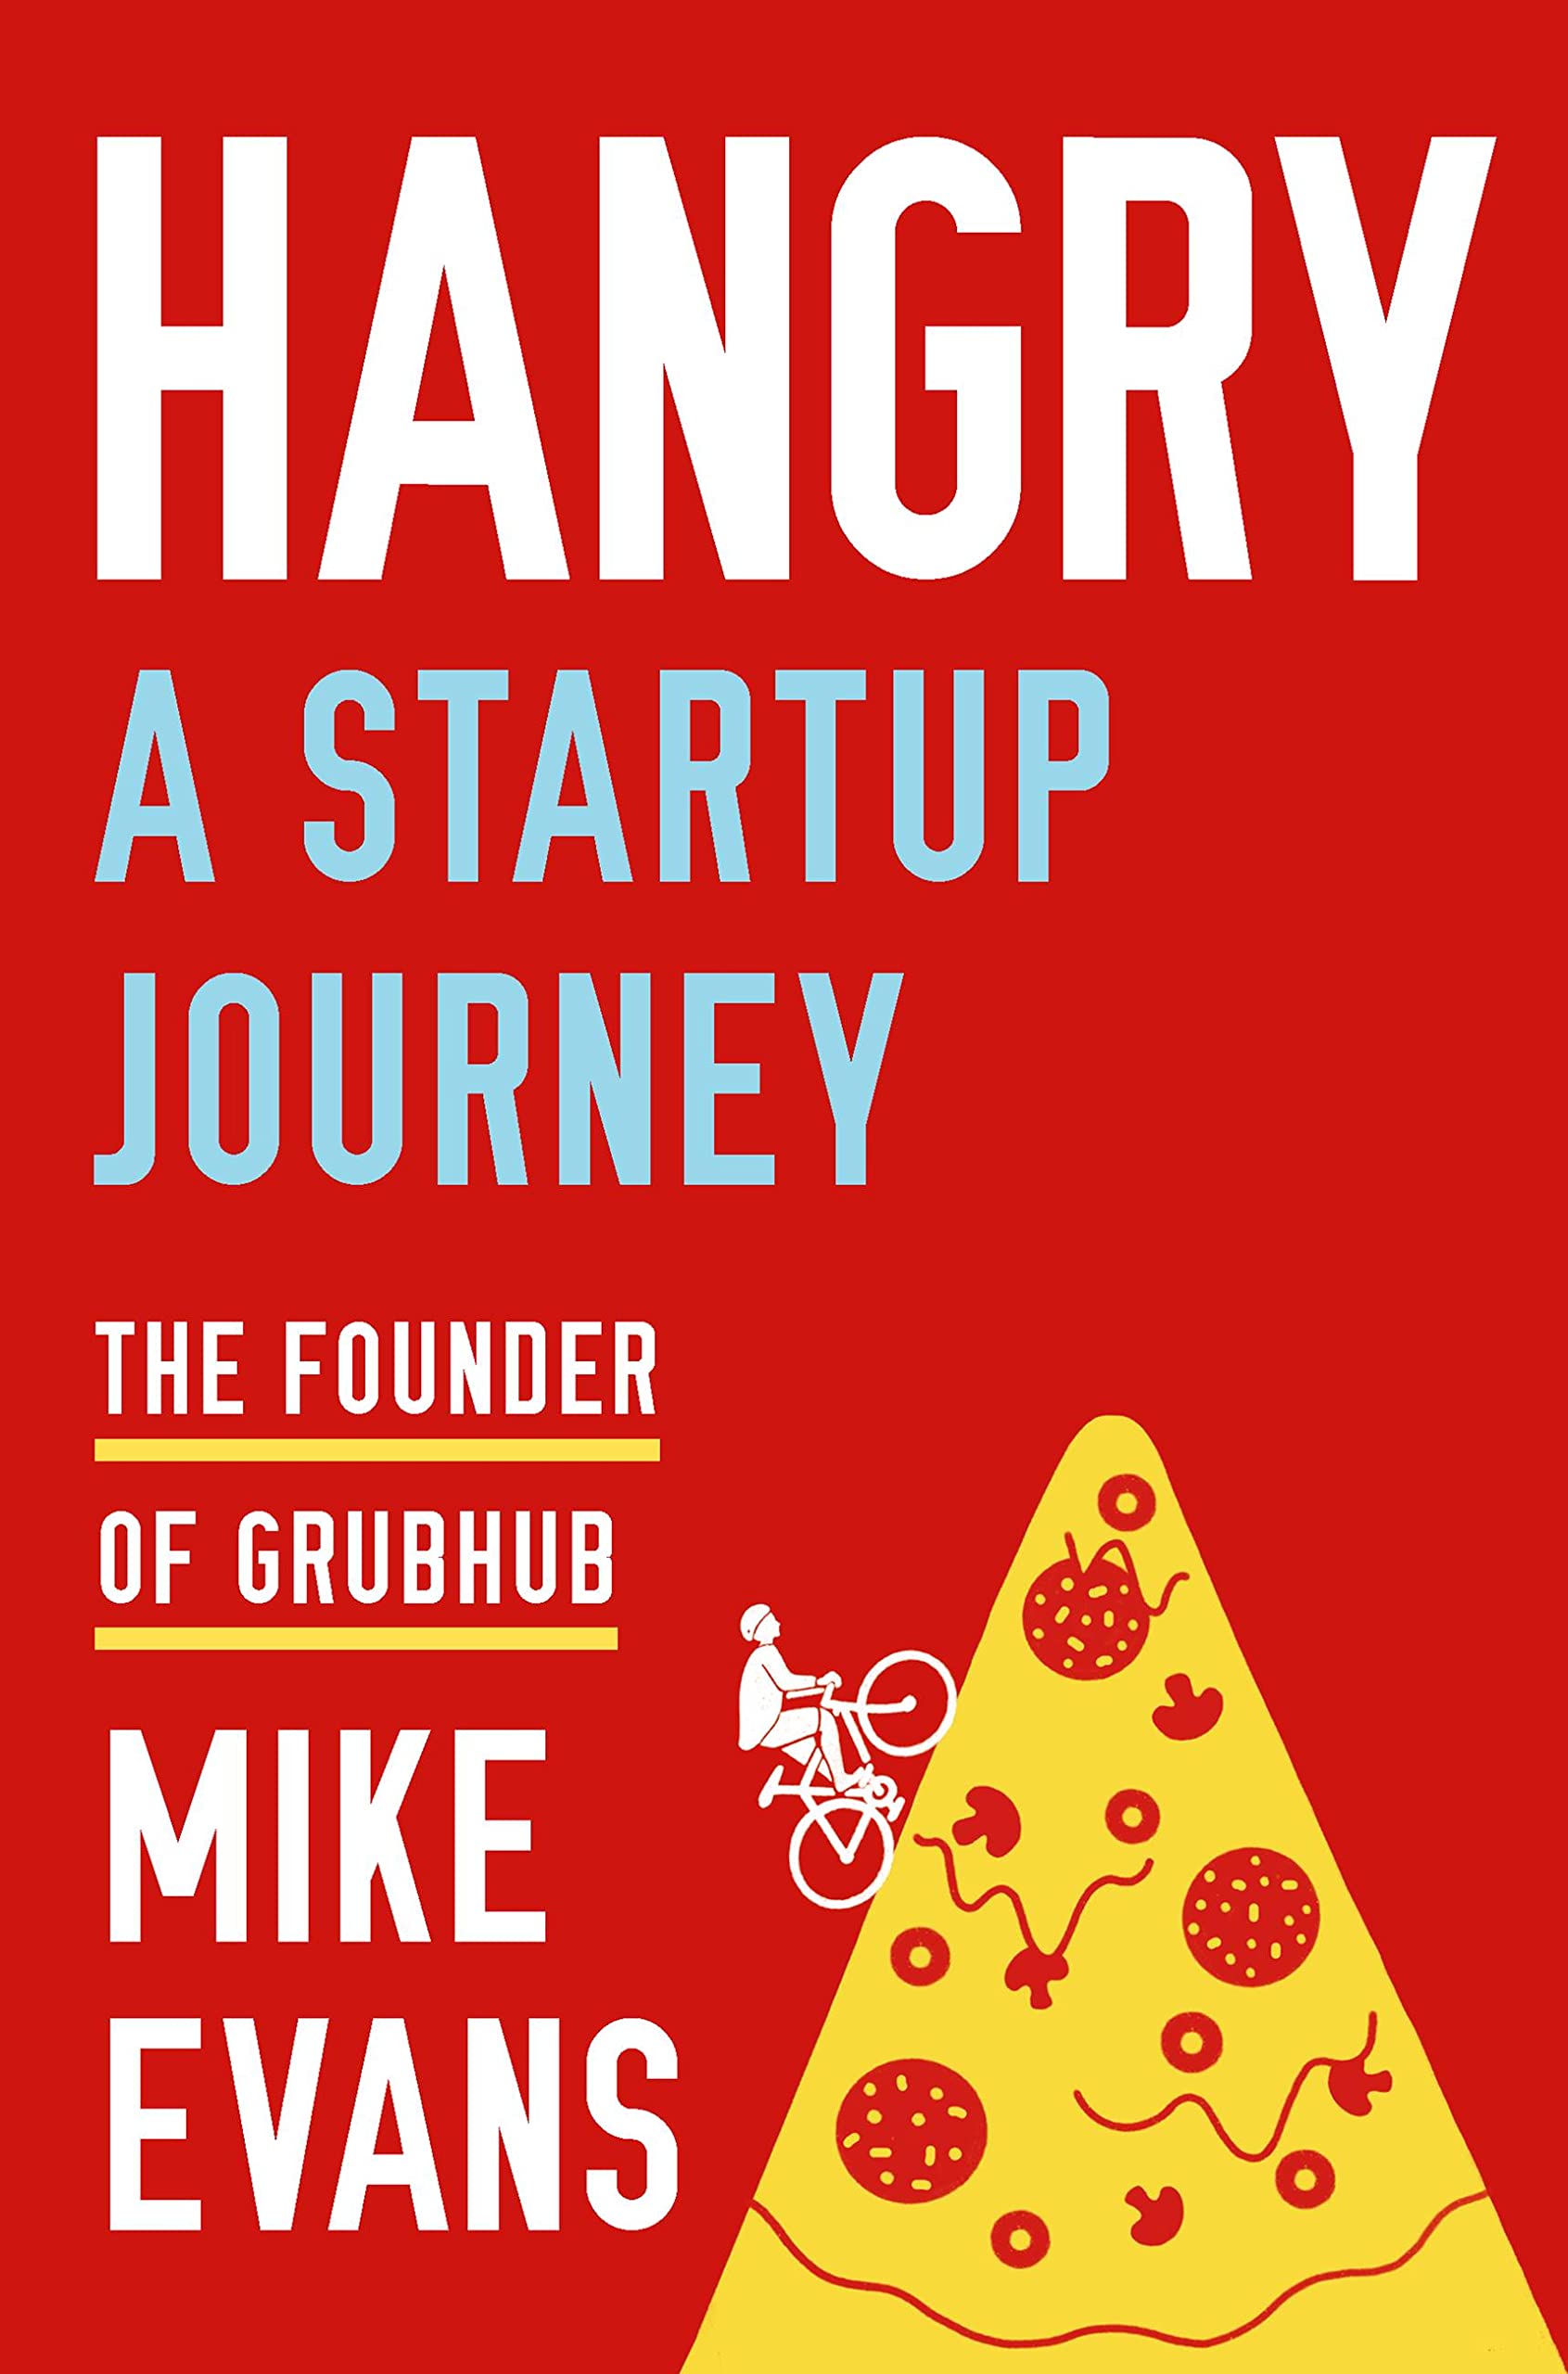 HANGRY
A STARTUP
JOURNEY
THE FOUNDER
OF GRUBHUB
MIKE
EVANS